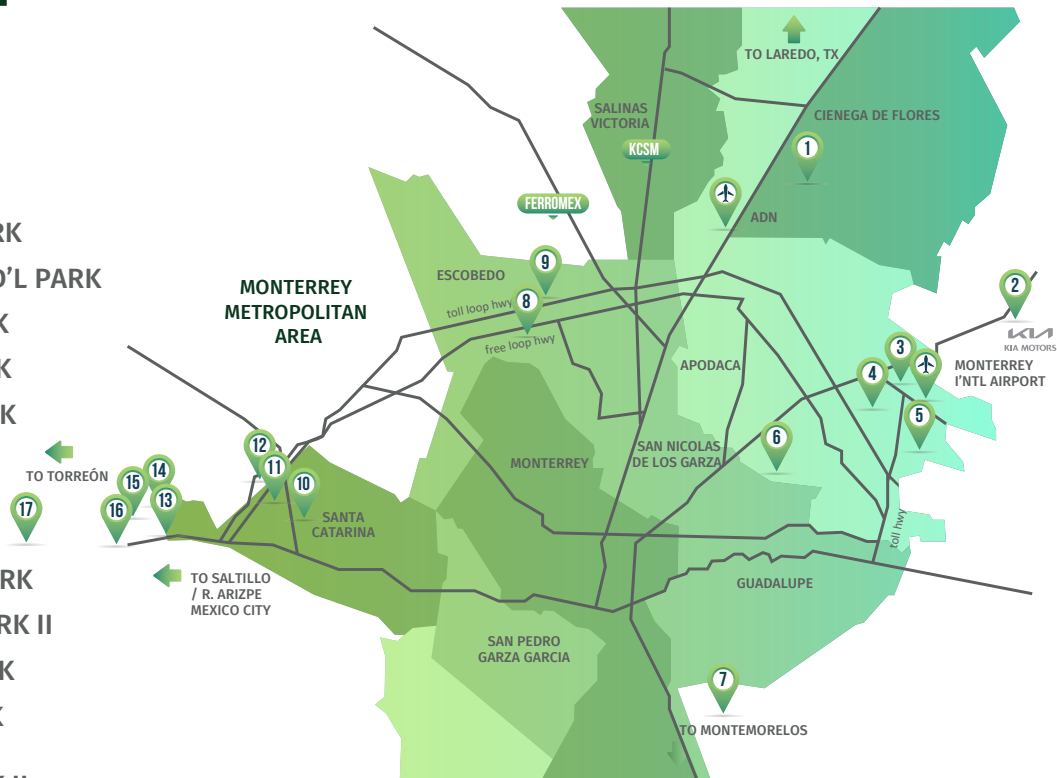 RK
D’L PARK
K
K
K
RK
RK II
K
K
TO LAREDO, TX
SALINAS
VICTORIA
CIENEGA DE FLORES
KCSM
1
FERROMEX
ADN
ESCOBEDO
9
8
toll loop hwy
free loop hwy
MONTERREY
METROPOLITAN
AREA
2
KIA
KIA MOTORS
3
4
MONTERREY
I’NTL AIRPORT
5
APODACA
6
SAN NICOLAS
DE LOS GARZA
MONTERREY
12
11
10
TO TORREÓN
14
15
13
16
17
SANTA
CATARINA
toll hwy
TO SALTILLO
/ R. ARIZPE
MEXICO CITY
GUADALUPE
SAN PEDRO
GARZA GARCIA
7
TO MONTEMORELOS